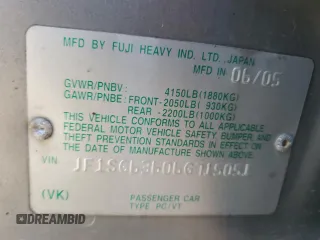 MFD BY FUJI HEAVY IND. LTD. JAPAN
MFD IN 06/05
GVWR/PNBV: 4150LB(1880KG)
GAWR/PNBE: FRONT-2050LB( 930KG)
REAR -2200LB(1000KG)
THIS VEHICLE CONFORMS TO ALL APPLICABLE
FEDERAL MOTOR VEHICLE SAFETY, BUMPER, AND
THEFT PREVENTION STANDARDS IN EFFECT ON THE
DATE OF MANUFACTURE SHOWN ABOVE.
VIN
(VK)
PASSENGER CAR
TYPE PC/VT
DREAMBID